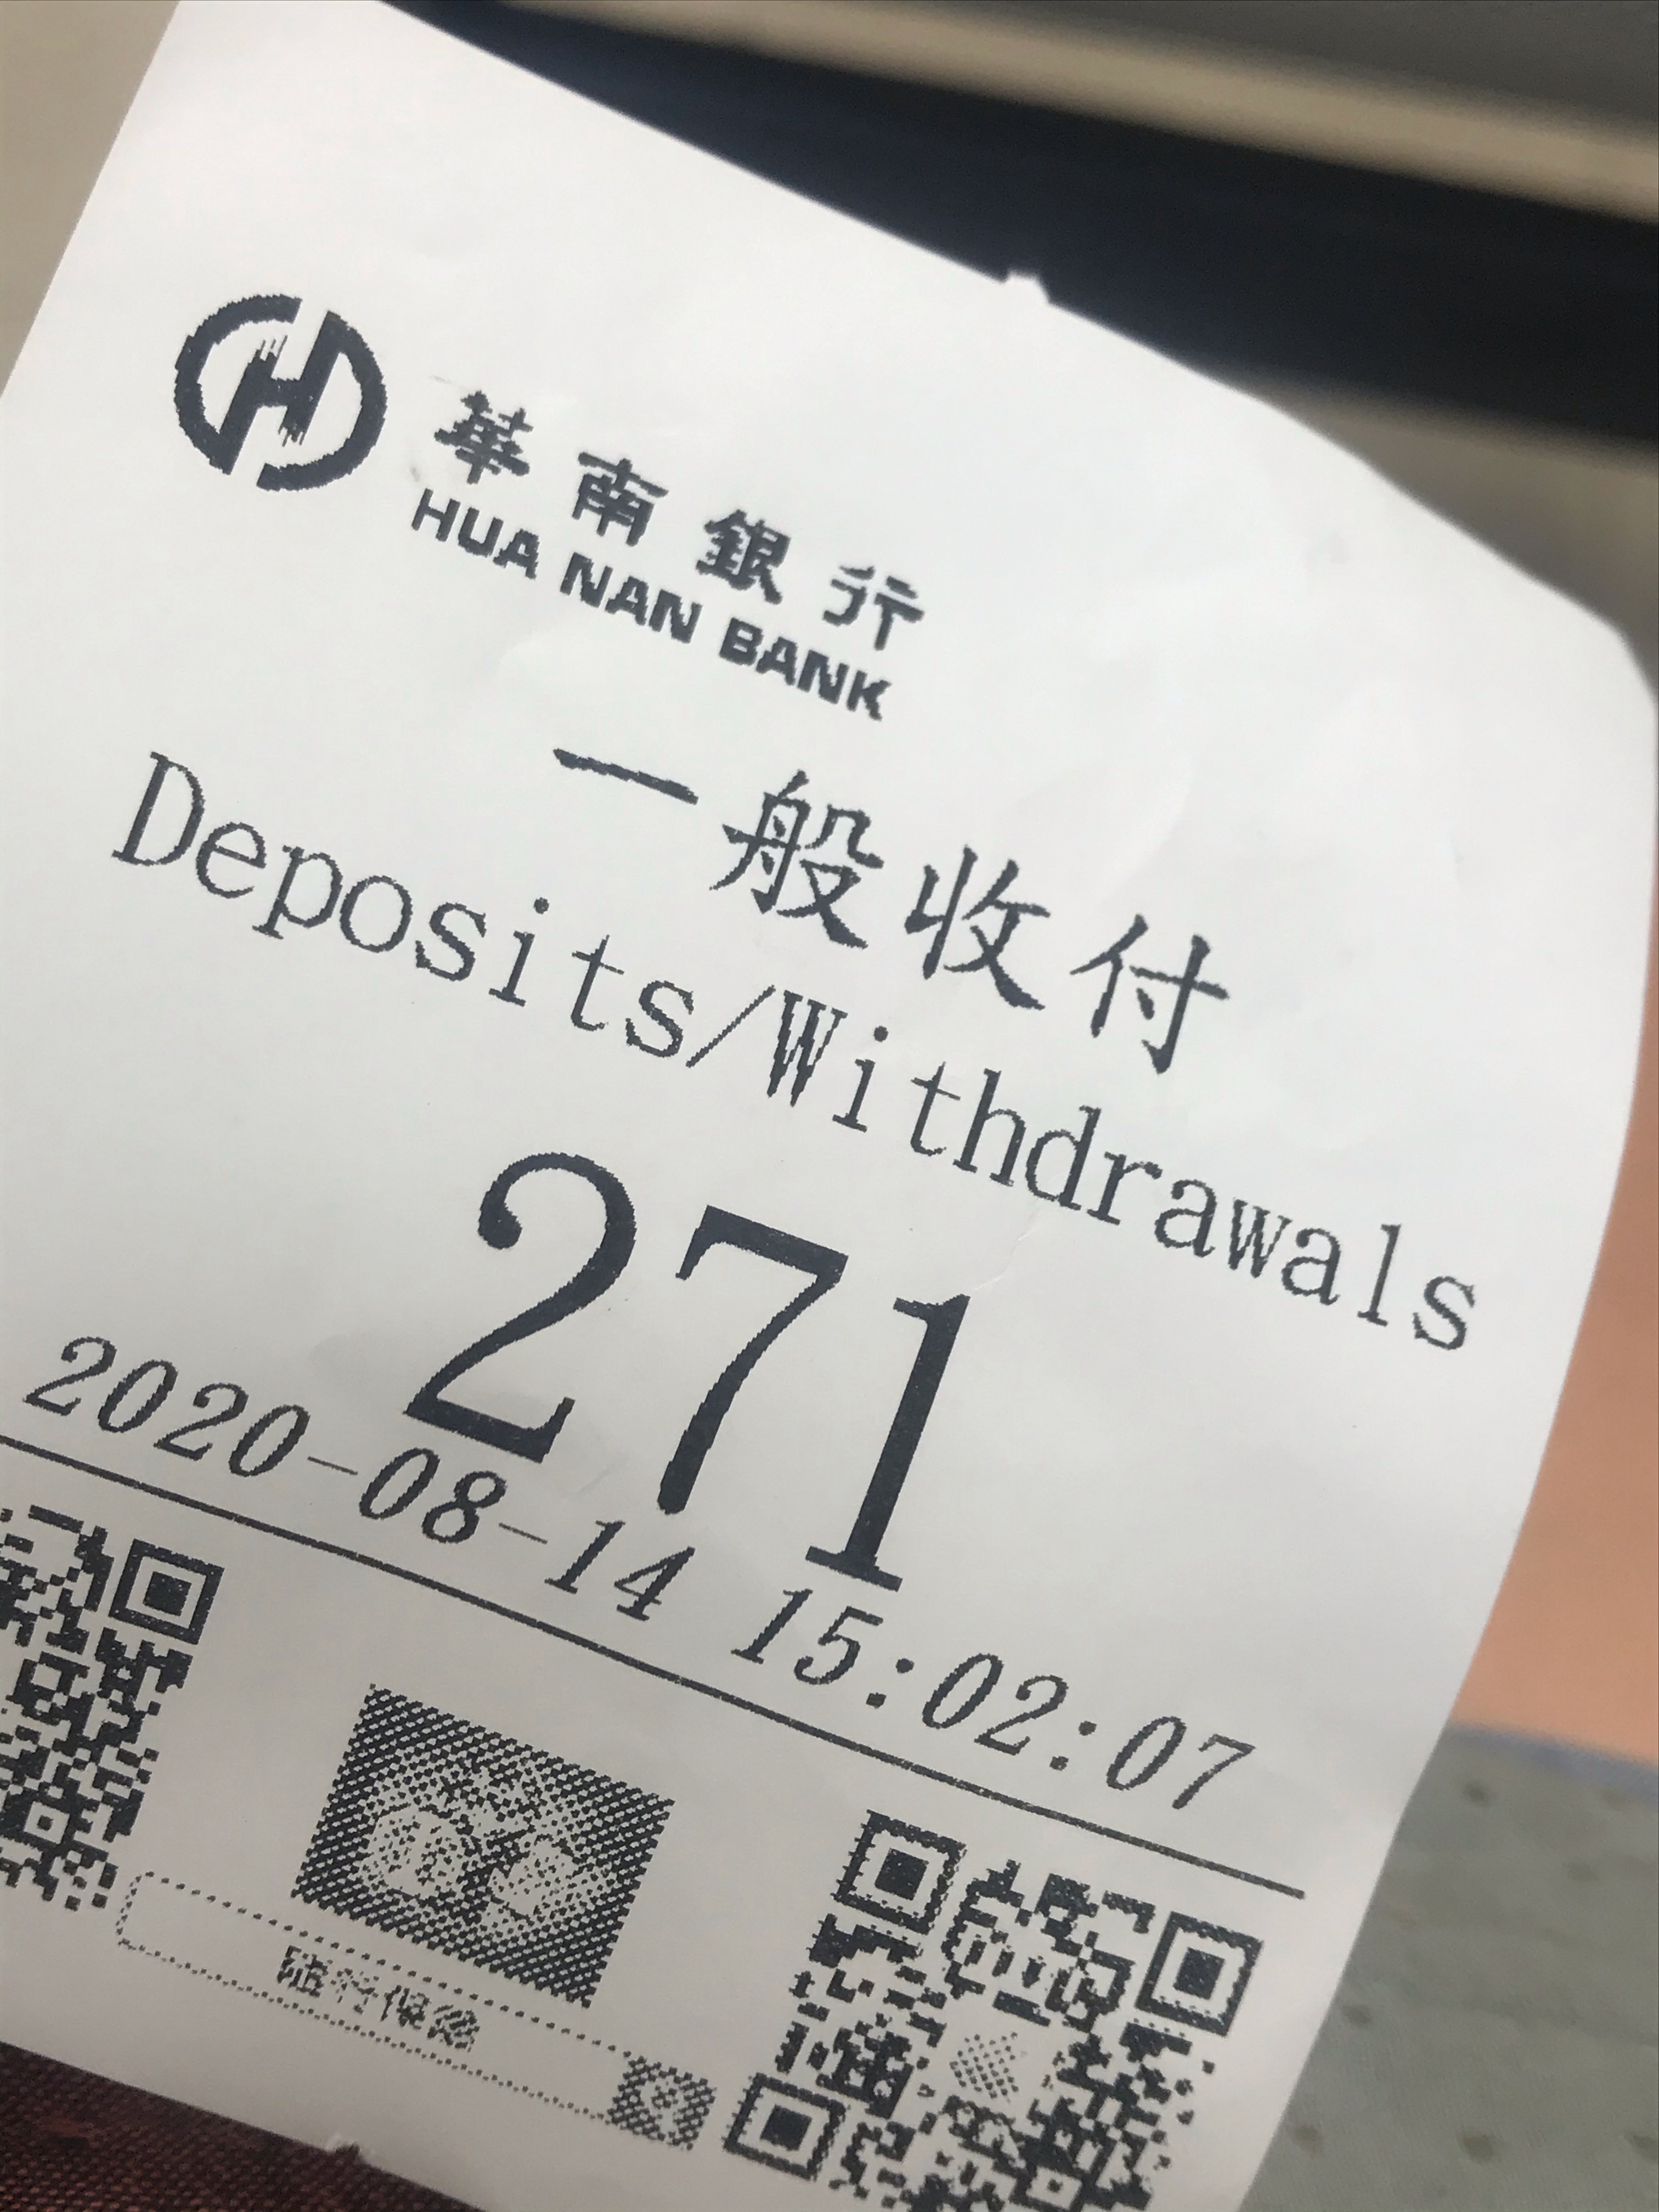 華南銀行
HUA NAN BANK
一般收付
Deposits/Withdrawals
271
2020-08-14 15:02:07